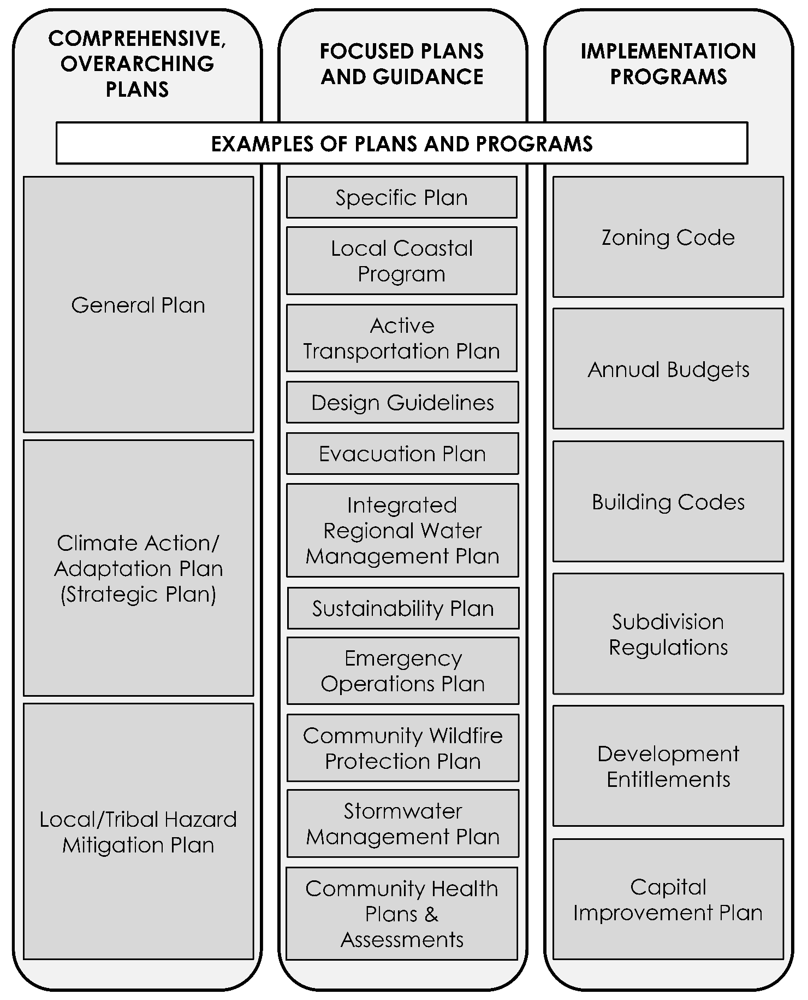 COMPREHENSIVE,
OVERARCHING
PLANS
FOCUSED PLANS
AND GUIDANCE
IMPLEMENTATION
PROGRAMS
EXAMPLES OF PLANS AND PROGRAMS
General Plan
Climate Action/
Adaptation Plan
(Strategic Plan)
Local/Tribal Hazard
Mitigation Plan
Specific Plan
Local Coastal
Program
Active
Transportation Plan
Design Guidelines
Evacuation Plan
Integrated
Regional Water
Management Plan
Sustainability Plan
Emergency
Operations Plan
Community Wildfire
Protection Plan
Stormwater
Management Plan
Community Health
Plans &
Assessments
Zoning Code
Annual Budgets
Building Codes
Subdivision
Regulations
Development
Entitlements
Capital
Improvement Plan